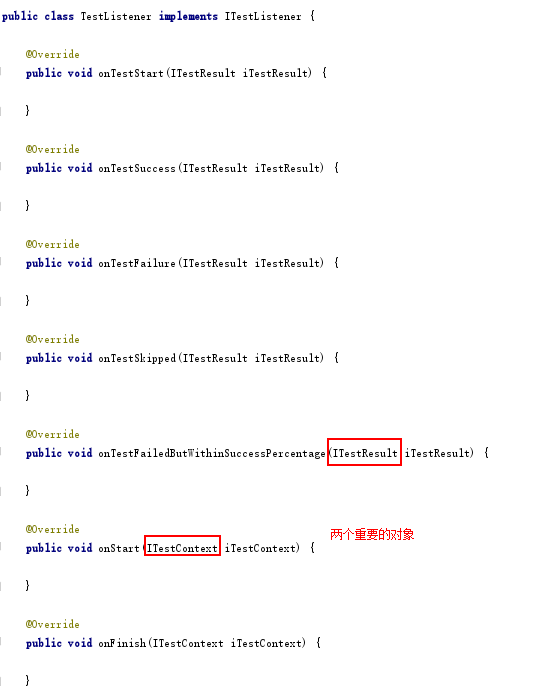 public class TestListener implements ITestListener {
@Override
public void onTestStart(ITestResult iTestResult) {
}
@Override
public void onTestSuccess(ITestResult iTestResult) {
}
@Override
public void onTestFailure(ITestResult iTestResult) {
}
@Override
public void onTestSkipped(ITestResult iTestResult) {
}
@Override
public void onTestFailedButWithinSuccessPercentage(ITestResult iTestResult) {
}
@Override
两个重要的对象
public void onStart(ITestContext iTestContext) {
}
@Override
public void onFinish(ITestContext iTestContext) {
}